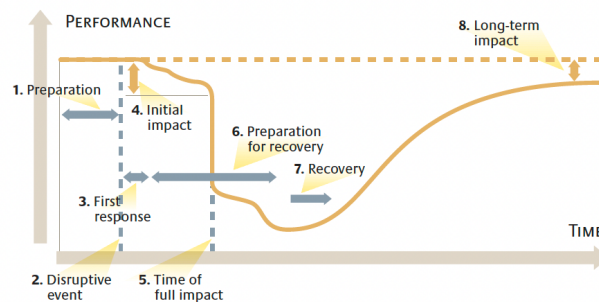 PERFORMANCE
8. Long-term
impact
1. Preparation
4. Initial
impact
6. Preparation
for recovery
7. Recovery
3. First
response
TIME
2. Disruptive
event
5. Time of
full impact